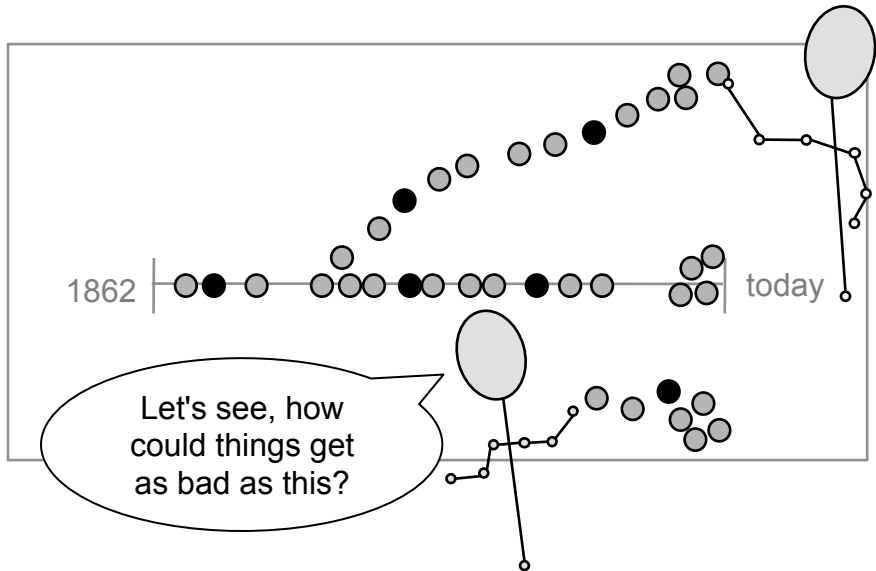 1862
today
Let's see, how
could things get
as bad as this?